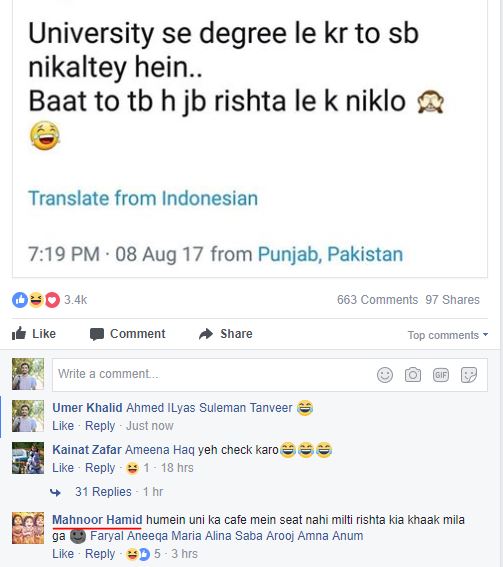 University se degree le kr to sb
nikaltey hein..
Baat to tb h jb rishta le k niklo 🙊
😂
Translate from Indonesian
7:19 PM · 08 Aug 17 from Punjab, Pakistan
3.4k
663 Comments 97 Shares
Like Comment Share Top comments
Write a comment...
GIF
Umer Khalid Ahmed ILyas Suleman Tanveer 😂
Like · Reply · Just now
Kainat Zafar Ameena Haq yeh check karo😂😂😂
Like · Reply · 😆 1 · 18 hrs
31 Replies · 1 hr
Mahnoor Hamid humein uni ka cafe mein seat nahi milti rishta kia khaak mila
ga 🌚 Faryal Aneeqa Maria Alina Saba Arooj Amna Anum
Like · Reply · 😆👍 5 · 3 hrs